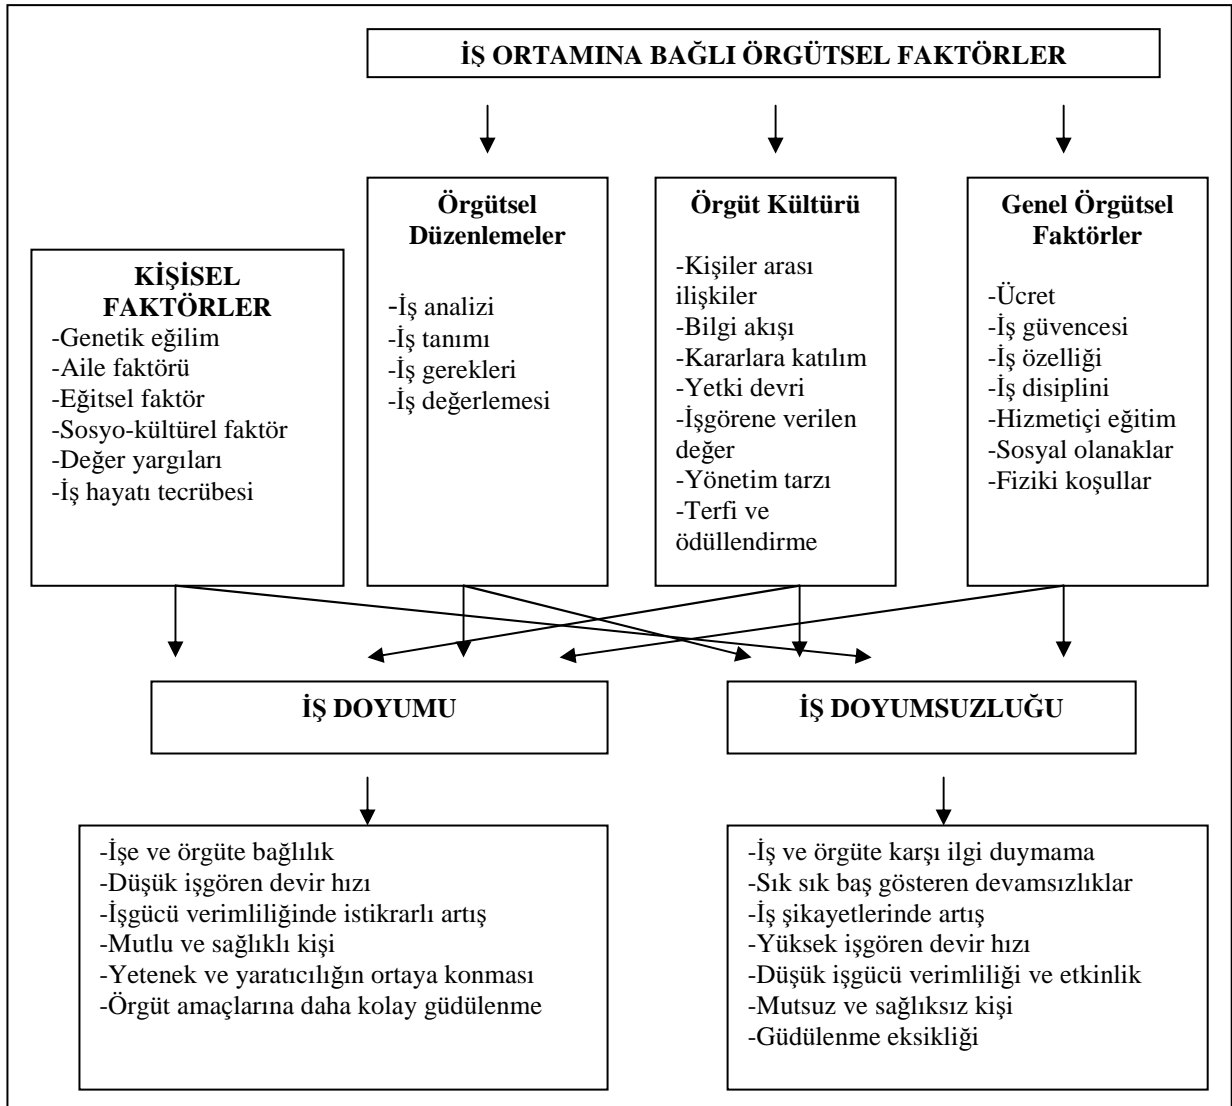 İŞ ORTAMINA BAĞLI ÖRGÜTSEL FAKTÖRLER
KİŞİSEL
FAKTÖRLER
-Genetik eğilim
-Aile faktörü
-Eğitsel faktör
-Sosyo-kültürel faktör
-Değer yargıları
-İş hayatı tecrübesi
Örgütsel
Düzenlemeler
-İş analizi
-İş tanımı
-İş gerekleri
-İş değerlemesi
Örgüt Kültürü
-Kişiler arası
ilişkiler
-Bilgi akışı
-Kararlara katılım
-Yetki devri
-İşgörene verilen
değer
-Yönetim tarzı
-Terfi ve
ödüllendirme
Genel Örgütsel
Faktörler
-Ücret
-İş güvencesi
-İş özelliği
-İş disiplini
-Hizmetiçi eğitim
-Sosyal olanaklar
-Fiziki koşullar
İŞ DOYUMU
İŞ DOYUMSUZLUĞU
-İşe ve örgüte bağlılık
-Düşük işgören devir hızı
-İşgücü verimliliğinde istikrarlı artış
-Mutlu ve sağlıklı kişi
-Yetenek ve yaratıcılığın ortaya konması
-Örgüt amaçlarına daha kolay güdülenme
-İş ve örgüte karşı ilgi duymama
-Sık sık baş gösteren devamsızlıklar
-İş şikayetlerinde artış
-Yüksek işgören devir hızı
-Düşük işgücü verimliliği ve etkinlik
-Mutsuz ve sağlıksız kişi
-Güdülenme eksikliği